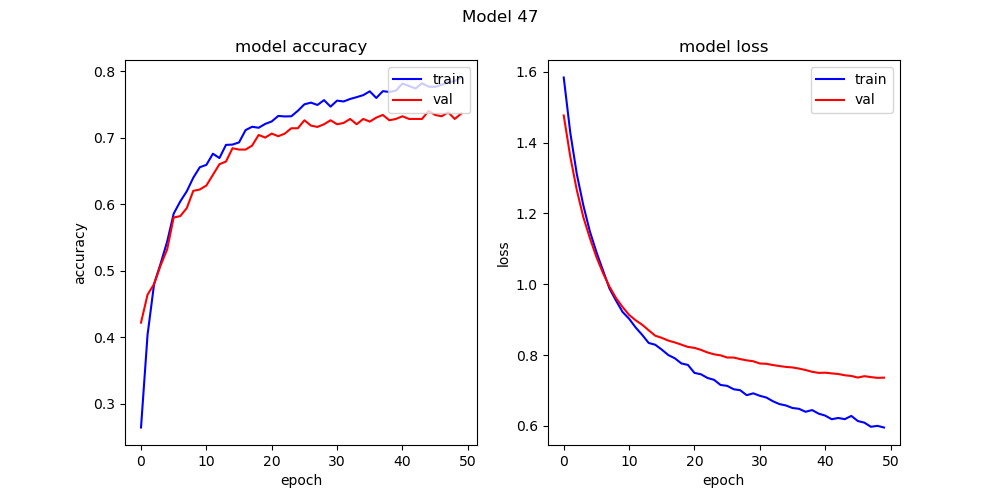 Model 47
model accuracy
accuracy
0.8
0.7
0.6
0.5
0.4
0.3
0 10 20 30 40 50
epoch
train
val
model loss
loss
1.6
1.4
1.2
1.0
0.8
0.6
0 10 20 30 40 50
epoch
train
val